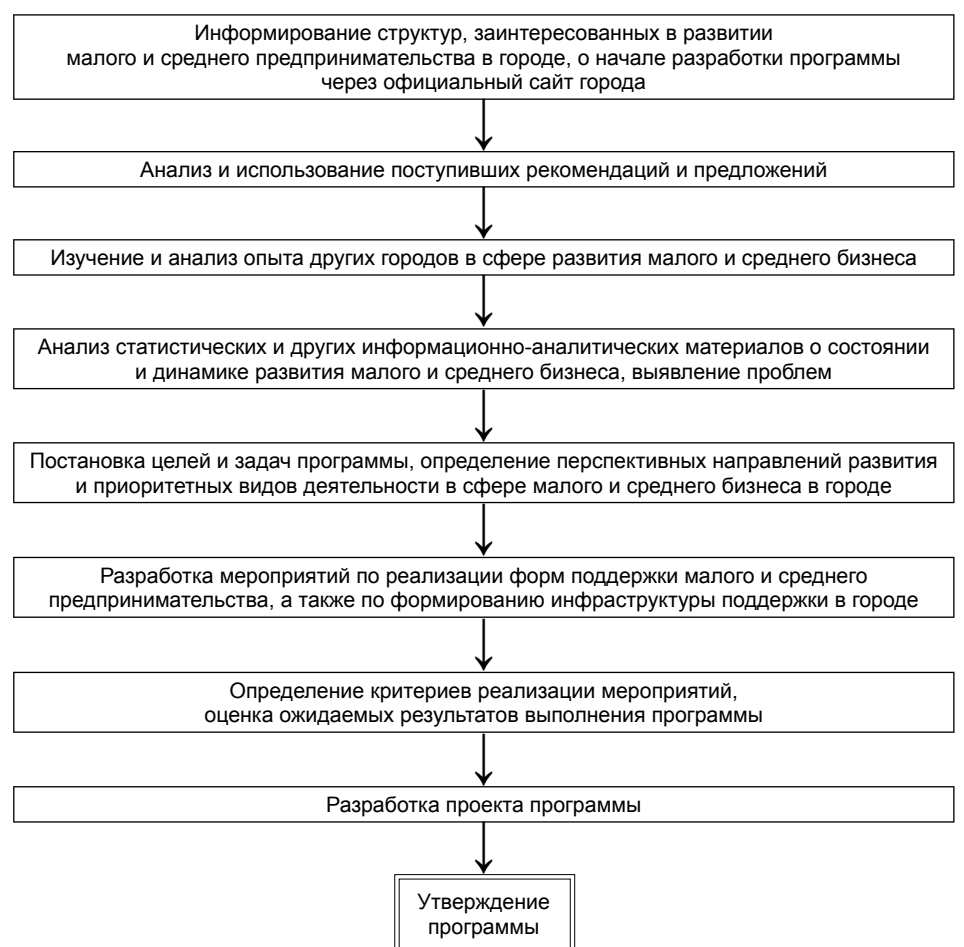 Информирование структур, заинтересованных в развитии
малого и среднего предпринимательства в городе, о начале разработки программы
через официальный сайт города
Анализ и использование поступивших рекомендаций и предложений
Изучение и анализ опыта других городов в сфере развития малого и среднего бизнеса
Анализ статистических и других информационно-аналитических материалов о состоянии
и динамике развития малого и среднего бизнеса, выявление проблем
Постановка целей и задач программы, определение перспективных направлений развития
и приоритетных видов деятельности в сфере малого и среднего бизнеса в городе
Разработка мероприятий по реализации форм поддержки малого и среднего
предпринимательства, а также по формированию инфраструктуры поддержки в городе
Определение критериев реализации мероприятий,
оценка ожидаемых результатов выполнения программы
Разработка проекта программы
Утверждение
программы